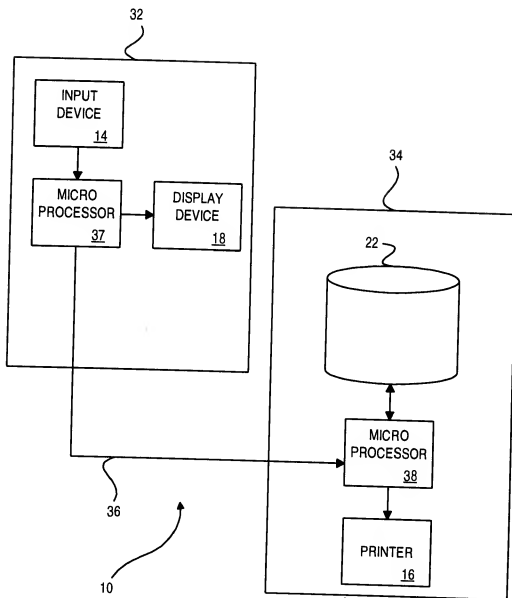 32
INPUT
DEVICE
14
MICRO
PROCESSOR
37
DISPLAY
DEVICE
18
34
22
MICRO
PROCESSOR
38
36
PRINTER
16
10